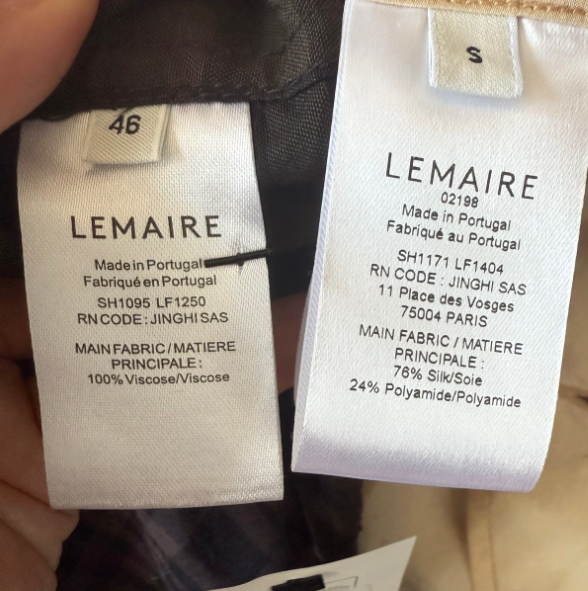 46
LEMAIRE
Made in Portugal
Fabriqué en Portugal
SH1095 LF1250
RN CODE : JINGHI SAS
MAIN FABRIC / MATIERE
PRINCIPALE :
100% Viscose/Viscose
S
LEMAIRE
02198
Made in Portugal
Fabriqué au Portugal
SH1171 LF1404
RN CODE : JINGHI SAS
11 Place des Vosges
75004 PARIS
MAIN FABRIC / MATIERE
PRINCIPALE :
76% Silk/Soie
24% Polyamide/Polyamide